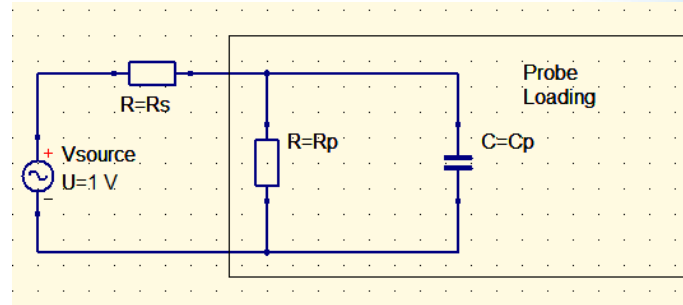 Probe
Loading
R=Rs
R=Rp
C=Cp
+ Vsource
U=1 V
−